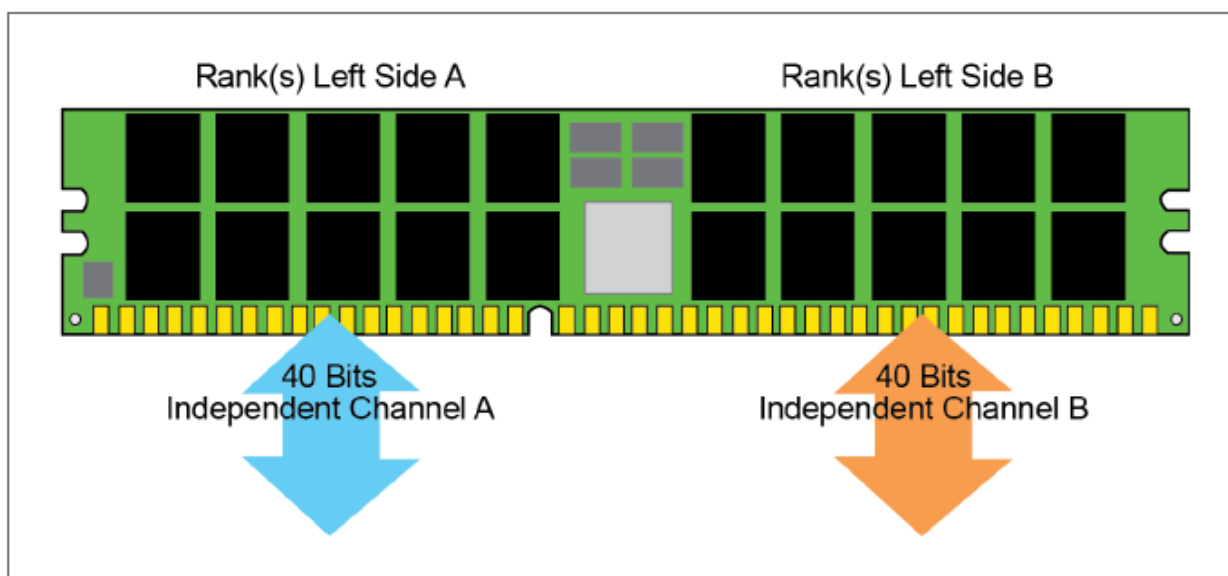 Rank(s) Left Side A
Rank(s) Left Side B
40 Bits
Independent Channel A
40 Bits
Independent Channel B